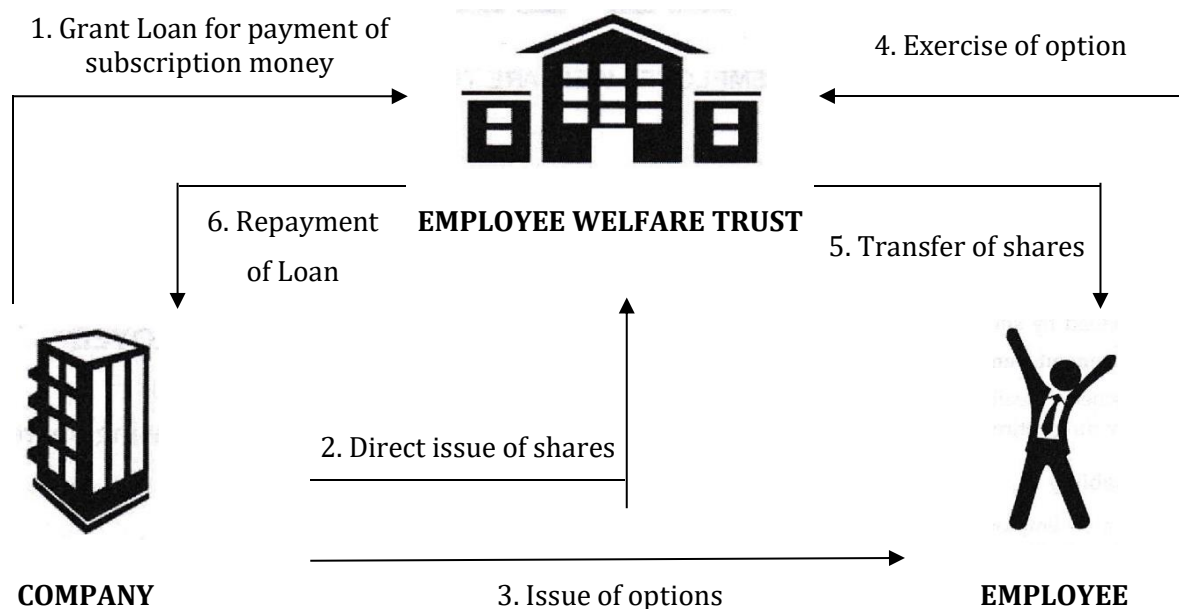 1. Grant Loan for payment of
subscription money
4. Exercise of option
6. Repayment
of Loan
EMPLOYEE WELFARE TRUST
5. Transfer of shares
2. Direct issue of shares
COMPANY
3. Issue of options
EMPLOYEE